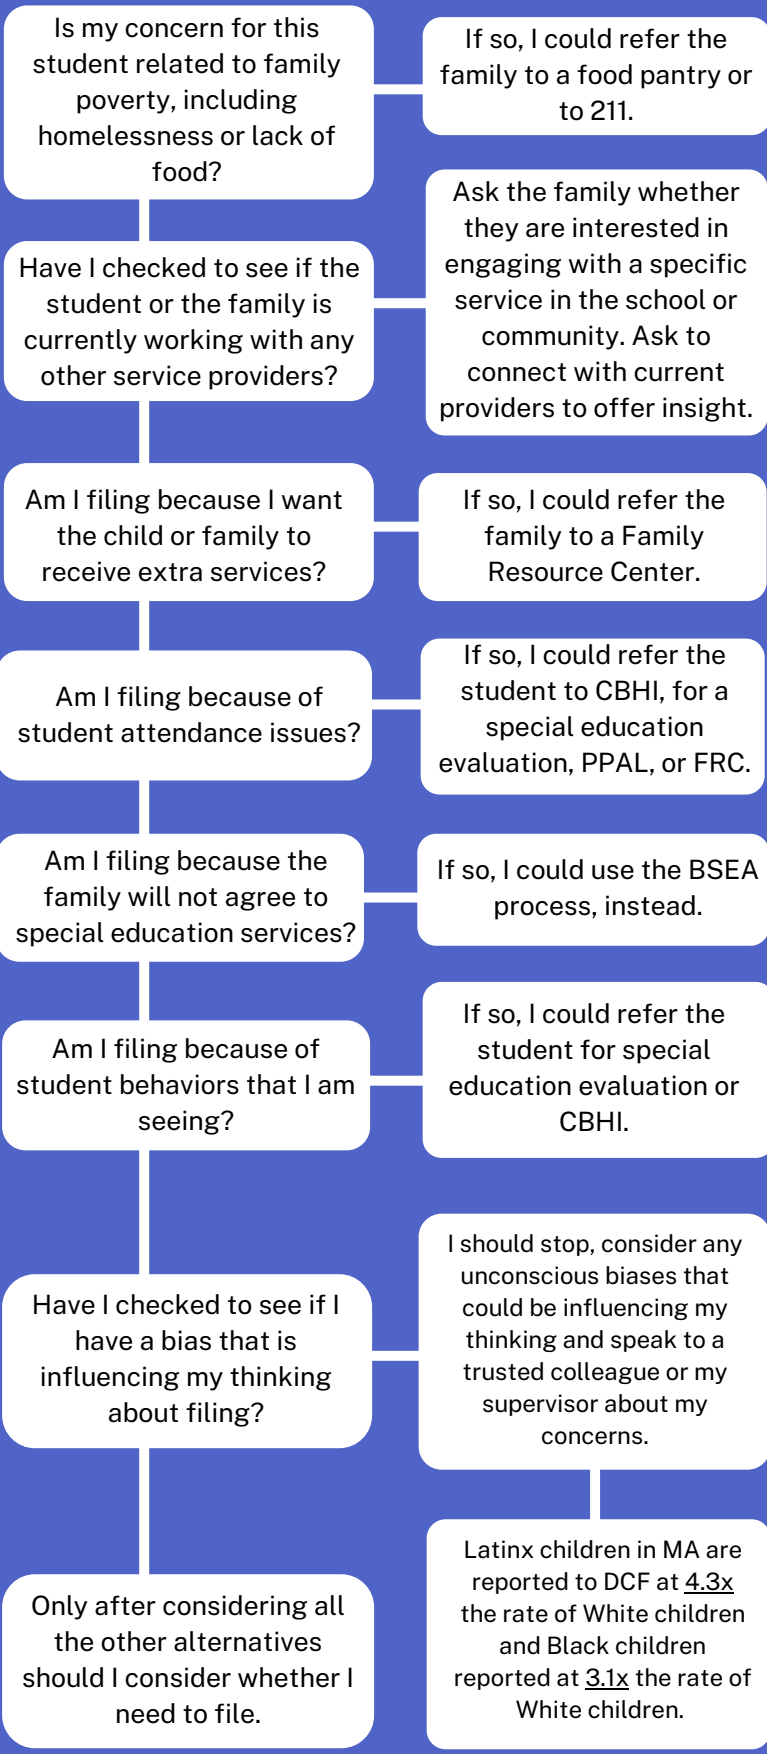 Is my concern for this
student related to family
poverty, including
homelessness or lack of
food?
If so, I could refer the
family to a food pantry or
to 211.
Have I checked to see if the
student or the family is
currently working with any
other service providers?
Ask the family whether
they are interested in
engaging with a specific
service in the school or
community. Ask to
connect with current
providers to offer insight.
Am I filing because I want
the child or family to
receive extra services?
If so, I could refer the
family to a Family
Resource Center.
Am I filing because of
student attendance issues?
If so, I could refer the
student to CBHI, for a
special education
evaluation, PPAL, or FRC.
Am I filing because the
family will not agree to
special education services?
If so, I could use the BSEA
process, instead.
Am I filing because of
student behaviors that I am
seeing?
If so, I could refer the
student for special
education evaluation or
CBHI.
Have I checked to see if I
have a bias that is
influencing my thinking
about filing?
I should stop, consider any
unconscious biases that
could be influencing my
thinking and speak to a
trusted colleague or my
supervisor about my
concerns.
Only after considering all
the other alternatives
should I consider whether I
need to file.
Latinx children in MA are
reported to DCF at 4.3x
the rate of White children
and Black children
reported at 3.1x the rate of
White children.